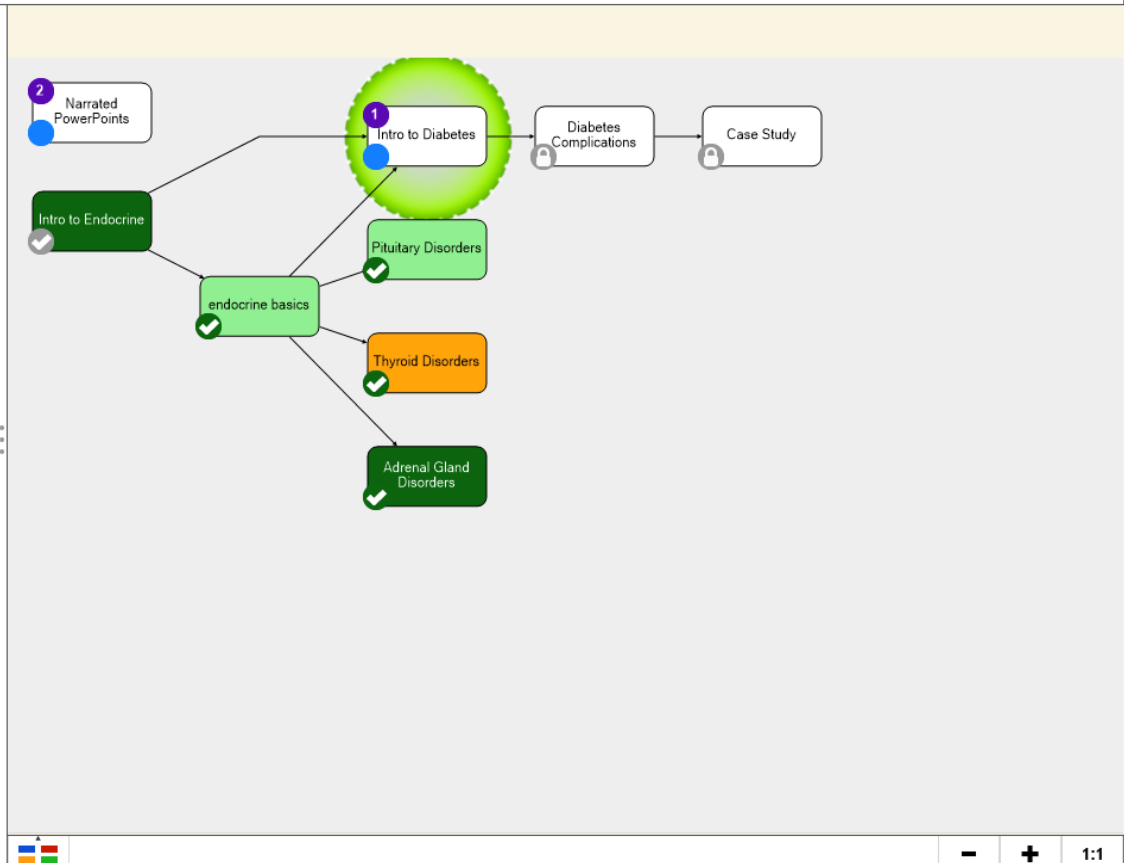 2
Narrated
PowerPoints
1
Intro to Diabetes
Diabetes
Complications
Case Study
Intro to Endocrine
Pituitary Disorders
endocrine basics
Thyroid Disorders
Adrenal Gland
Disorders
1:1